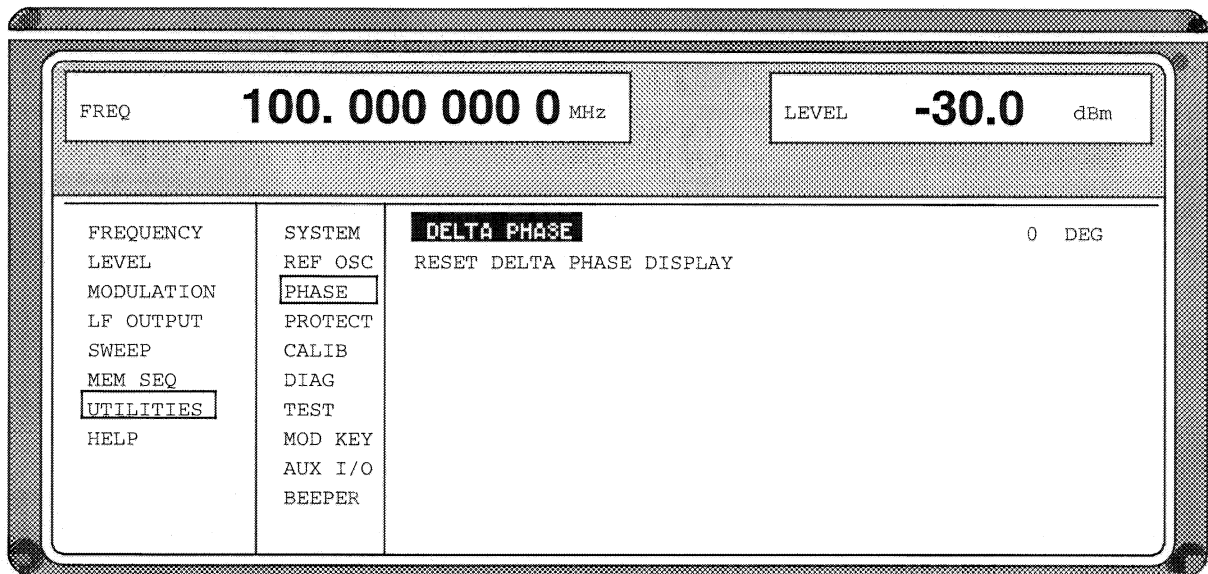 FREQ 100. 000 000 0 MHz
LEVEL -30.0 dBm
FREQUENCY
LEVEL
MODULATION
LF OUTPUT
SWEEP
MEM SEQ
UTILITIES
HELP
SYSTEM
REF OSC
PHASE
PROTECT
CALIB
DIAG
TEST
MOD KEY
AUX I/O
BEEPER
DELTA PHASE 0 DEG
RESET DELTA PHASE DISPLAY